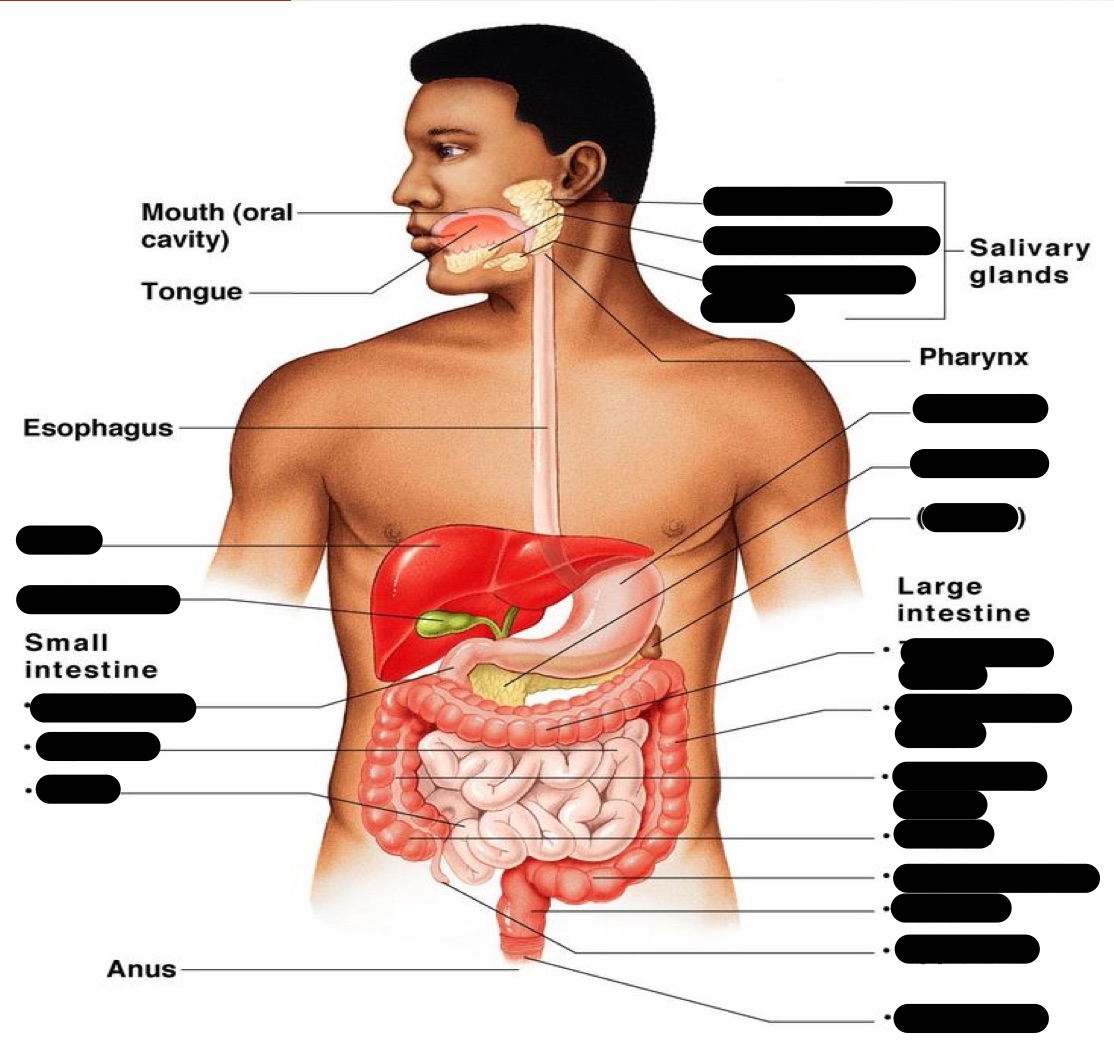 Mouth (oral
cavity)
Tongue
Salivary
glands
Pharynx
Esophagus
( )
Large
intestine
Small
intestine
•
•
•
•
•
•
•
•
•
•
•
Anus